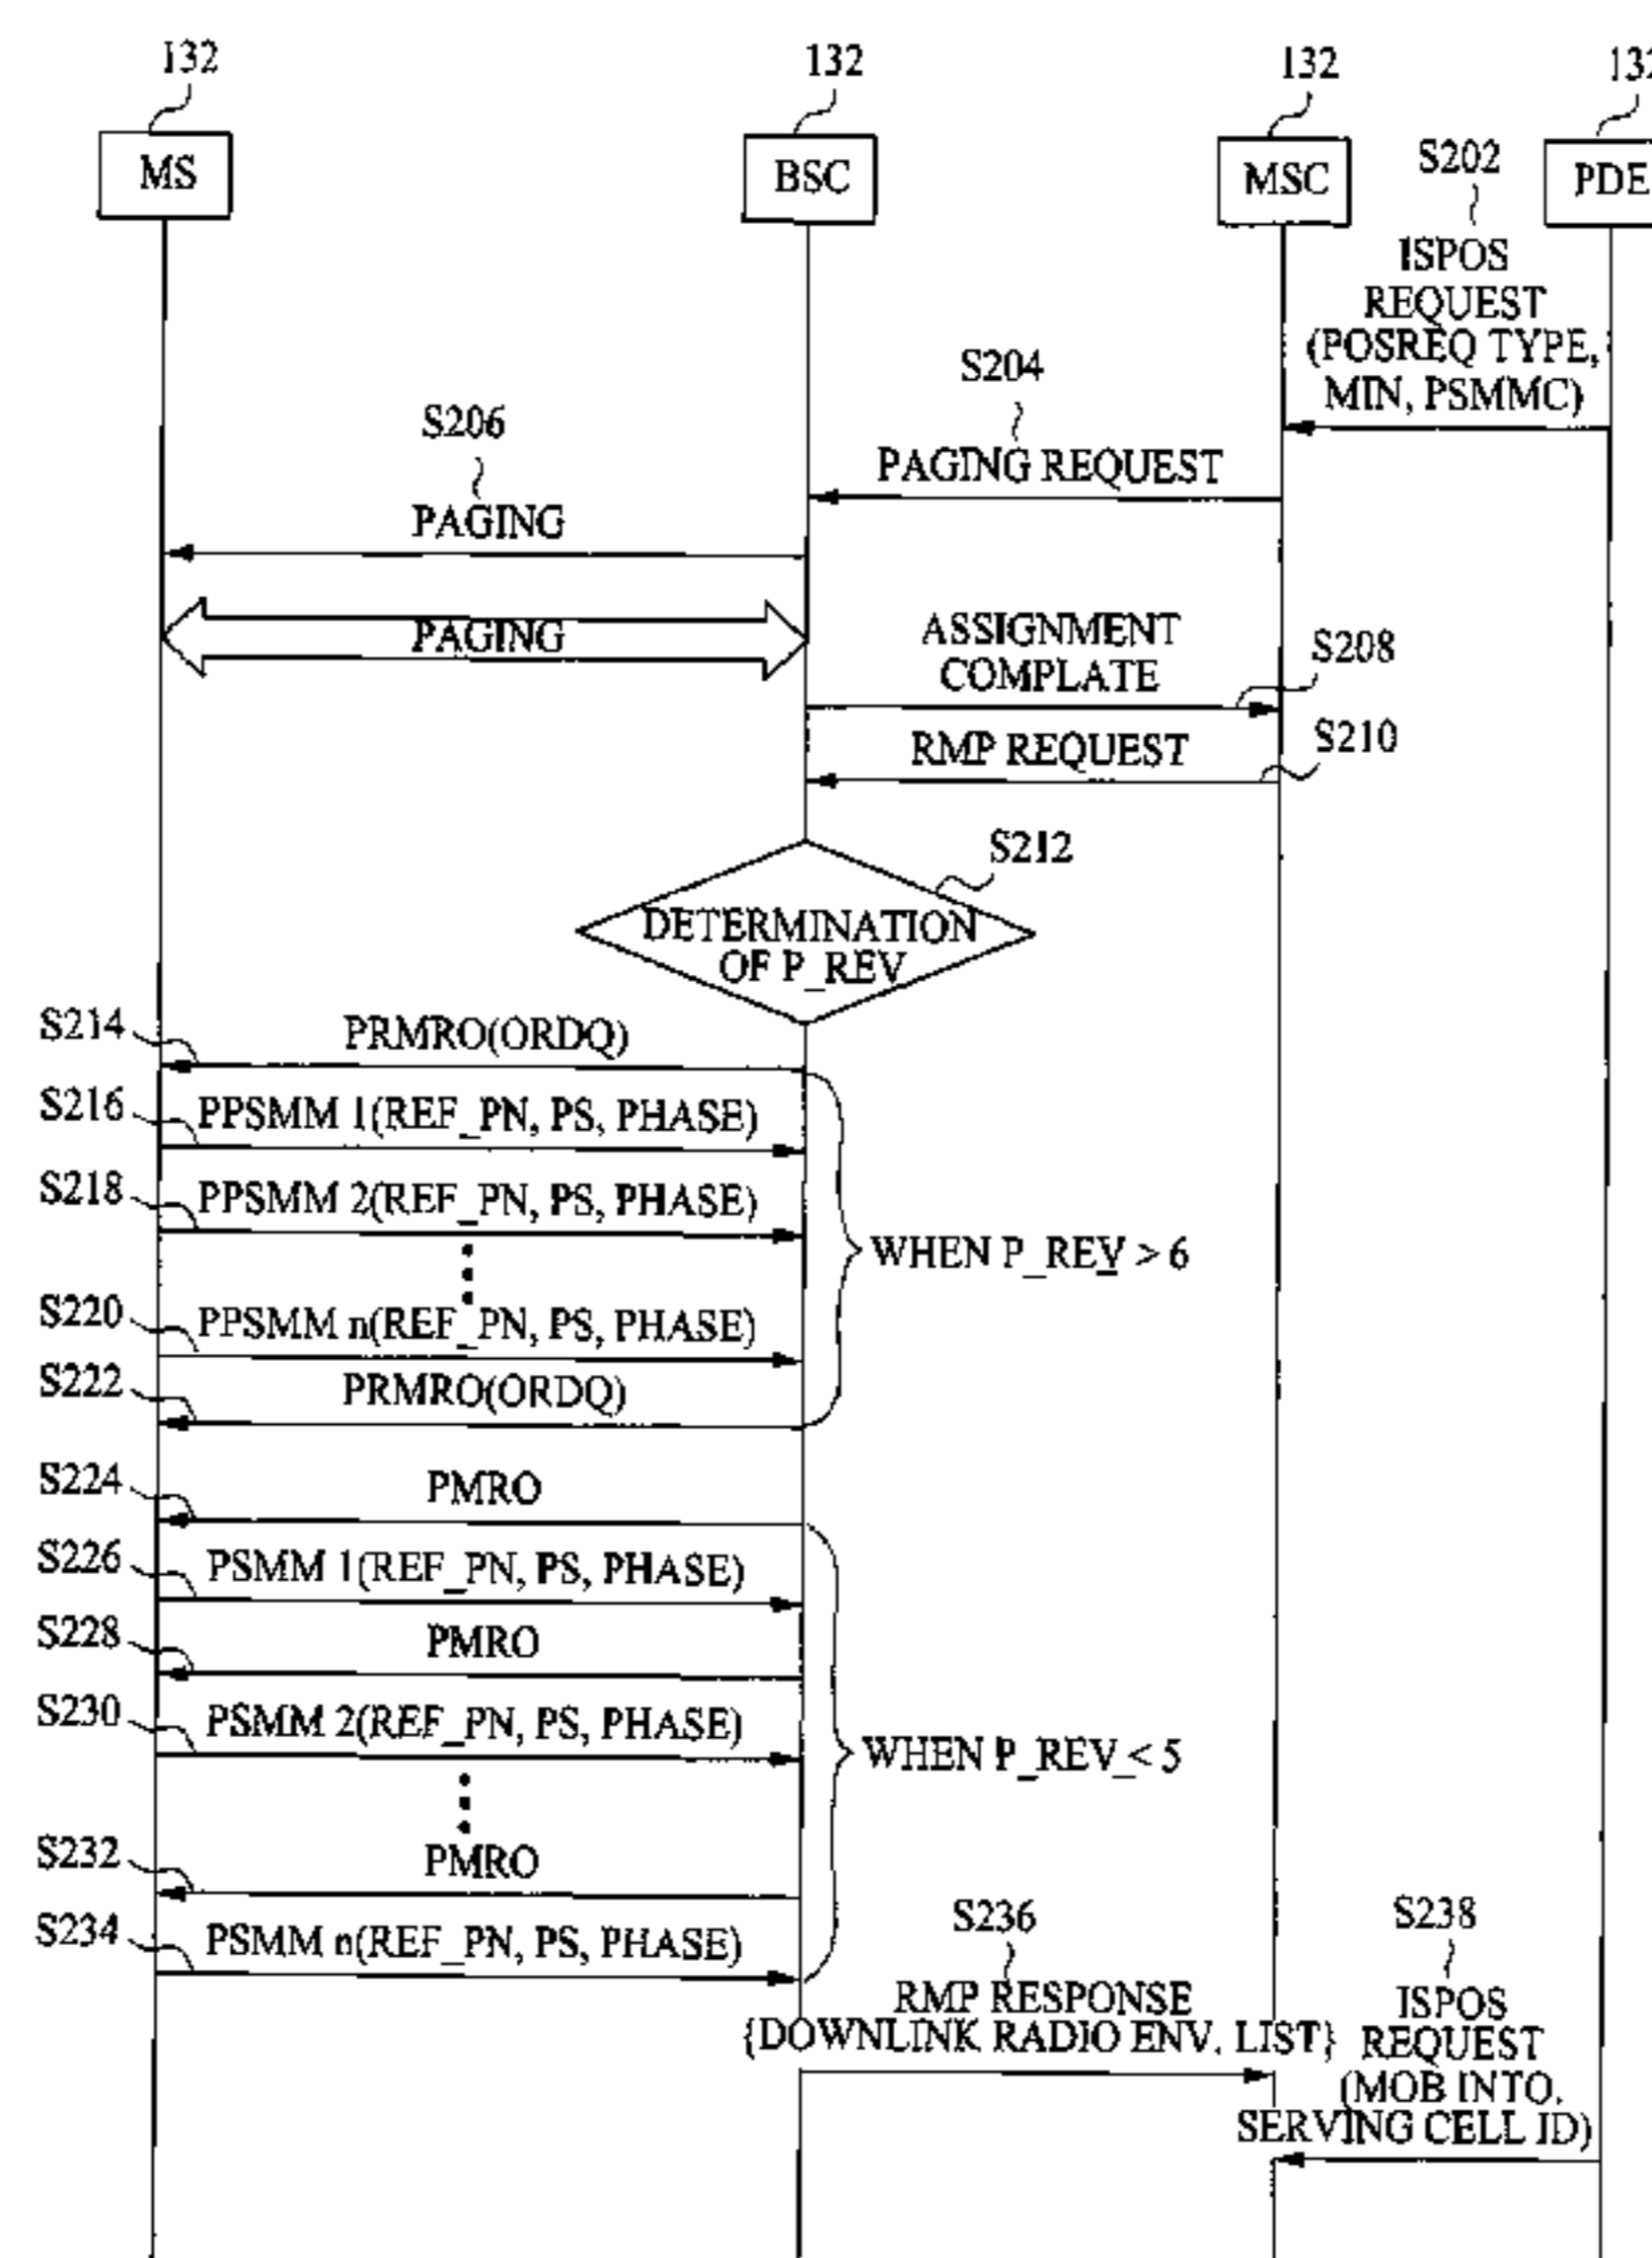 132
132
132
MS
BSC
MSC
PDE
S202
ISPOS
REQUEST
(POSREQ TYPE,
MIN, PSMMC)
S204
PAGING REQUEST
S206
PAGING
PAGING
ASSIGNMENT
COMPLATE
S208
RMP REQUEST
S210
S212
DETERMINATION
OF P_REV
S214
PRMRO(ORDQ)
S216
PPSMM 1(REF_PN, PS, PHASE)
S218
PPSMM 2(REF_PN, PS, PHASE)
WHEN P_REV > 6
S220
PPSMM n(REF_PN, PS, PHASE)
S222
PRMRO(ORDQ)
S224
PMRO
S226
PSMM 1(REF_PN, PS, PHASE)
S228
PMRO
S230
PSMM 2(REF_PN, PS, PHASE)
WHEN P_REV_< 5
S232
PMRO
S234
PSMM n(REF_PN, PS, PHASE)
S236
RMP RESPONSE
{DOWNLINK RADIO ENV. LIST}
S238
ISPOS
REQUEST
(MOB INTO,
SERVING CELL ID)